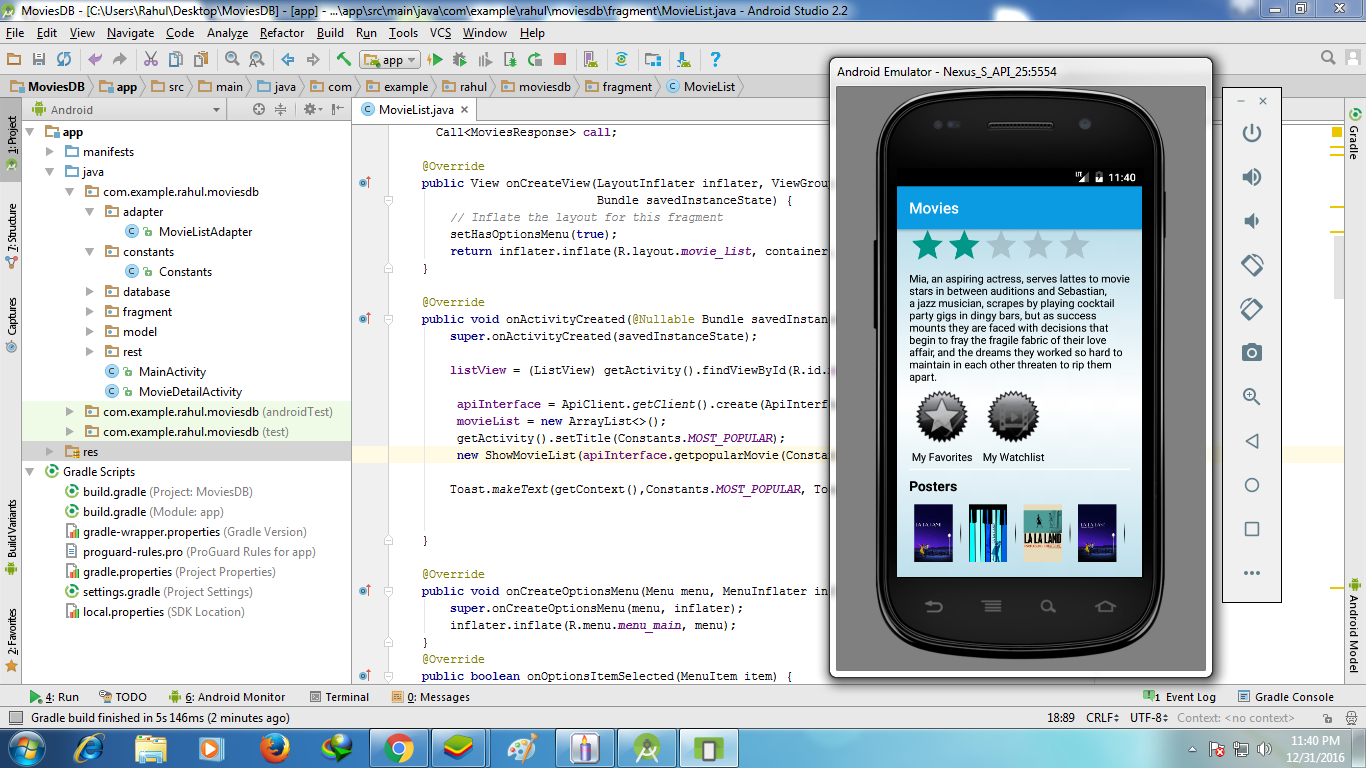 MoviesDB - [C:\Users\Rahul\Desktop\MoviesDB] - [app] - ...\app\src\main\java\com\example\rahul\moviesdb\fragment\MovieList.java - Android Studio 2.2
File Edit View Navigate Code Analyze Refactor Build Run Tools VCS Window Help
app
MoviesDB app src main java com example rahul moviesdb fragment MovieList
Android
MovieList.java
1: Project
7: Structure
Captures
Build Variants
2: Favorites
app
manifests
java
com.example.rahul.moviesdb
adapter
MovieListAdapter
constants
Constants
database
fragment
model
rest
MainActivity
MovieDetailActivity
com.example.rahul.moviesdb (androidTest)
com.example.rahul.moviesdb (test)
res
Gradle Scripts
build.gradle (Project: MoviesDB)
build.gradle (Module: app)
gradle-wrapper.properties (Gradle Version)
proguard-rules.pro (ProGuard Rules for app)
gradle.properties (Project Properties)
settings.gradle (Project Settings)
local.properties (SDK Location)
Call<MoviesResponse> call;
@Override
public View onCreateView(LayoutInflater inflater, ViewGroup
Bundle savedInstanceState) {
// Inflate the layout for this fragment
setHasOptionsMenu(true);
return inflater.inflate(R.layout.movie_list, container
}
@Override
public void onActivityCreated(@Nullable Bundle savedInstan
super.onActivityCreated(savedInstanceState);
listView = (ListView) getActivity().findViewById(R.id.
apiInterface = ApiClient.getClient().create(ApiInterf
movieList = new ArrayList<>();
getActivity().setTitle(Constants.MOST_POPULAR);
new ShowMovieList(apiInterface.getpopularMovie(Consta
Toast.makeText(getContext(),Constants.MOST_POPULAR, To
}
@Override
public void onCreateOptionsMenu(Menu menu, MenuInflater in
super.onCreateOptionsMenu(menu, inflater);
inflater.inflate(R.menu.menu_main, menu);
}
@Override
public boolean onOptionsItemSelected(MenuItem item) {
Android Emulator - Nexus_S_API_25:5554
LTE 11:40
Movies
Mia, an aspiring actress, serves lattes to movie
stars in between auditions and Sebastian,
a jazz musician, scrapes by playing cocktail
party gigs in dingy bars, but as success
mounts they are faced with decisions that
begin to fray the fragile fabric of their love
affair, and the dreams they worked so hard to
maintain in each other threaten to rip them
apart.
My Favorites My Watchlist
Posters
LA LA LAND
LA LA LAND
LA LA LAND
Gradle
Android Model
4: Run TODO 6: Android Monitor Terminal 0: Messages 1 Event Log Gradle Console
Gradle build finished in 5s 146ms (2 minutes ago) 18:89 CRLF UTF-8 Context: <no context>
11:40 PM
12/31/2016